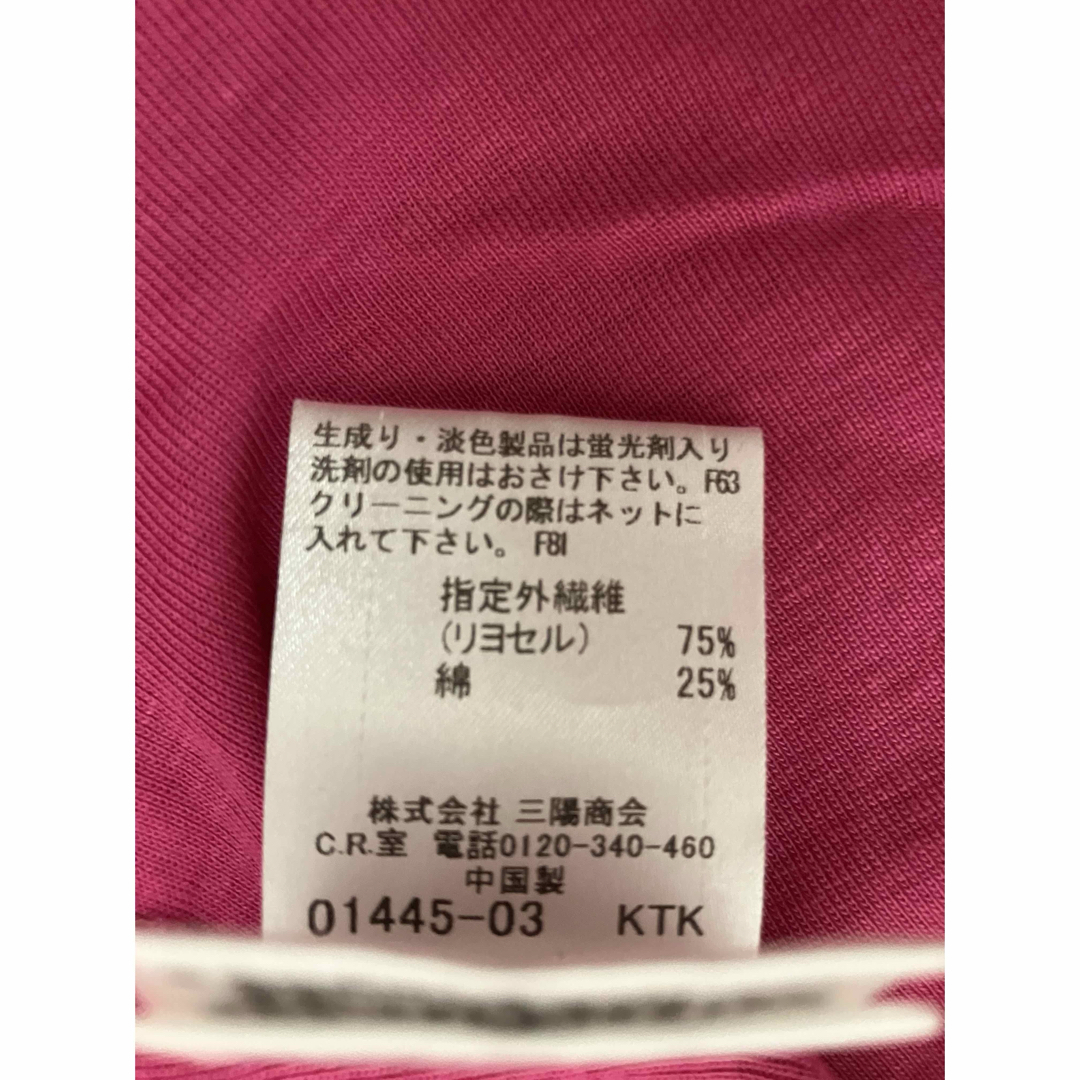 生成り・淡色製品は蛍光剤入り
洗剤の使用はおさけ下さい。F63
クリーニングの際はネットに
入れて下さい。 F81
指定外繊維
(リヨセル) 75%
綿 25%
株式会社 三陽商会
C.R.室 電話0120-340-460
中国製
01445-03 KTK